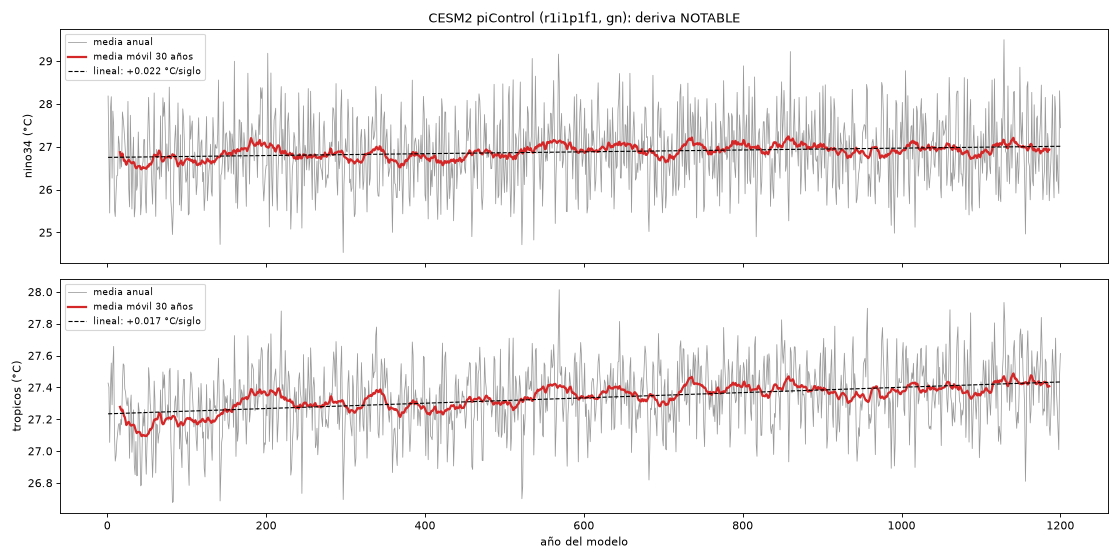 CESM2 piControl (r1i1p1f1, gn): deriva NOTABLE
media anual
media móvil 30 años
lineal: +0.022 °C/siglo
29
28
27
26
25
nino34 (°C)
media anual
media móvil 30 años
lineal: +0.017 °C/siglo
28.0
27.8
27.6
27.4
27.2
27.0
26.8
tropicos (°C)
0 200 400 600 800 1000 1200
año del modelo